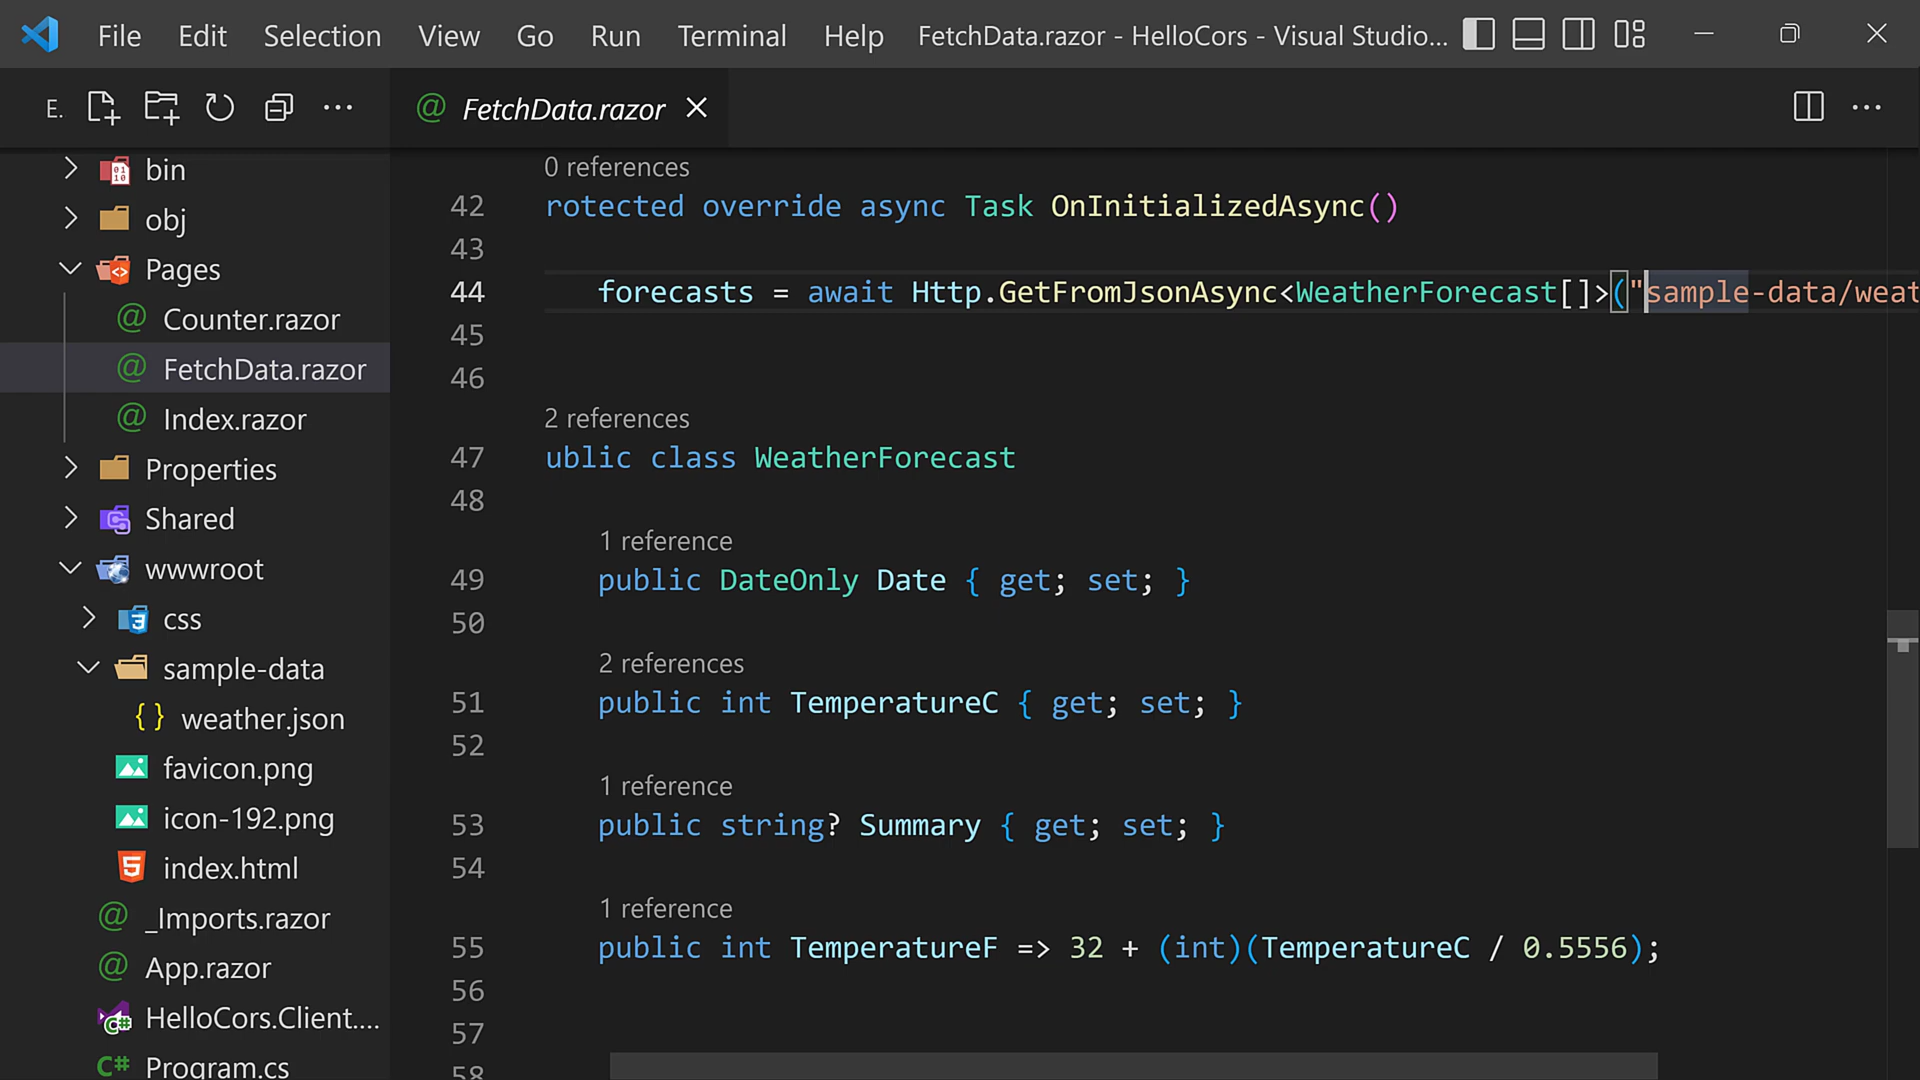 File Edit Selection View Go Run Terminal Help FetchData.razor - HelloCors - Visual Studio...
E.
FetchData.razor
bin
obj
Pages
Counter.razor
FetchData.razor
Index.razor
Properties
Shared
wwwroot
css
sample-data
weather.json
favicon.png
icon-192.png
index.html
_Imports.razor
App.razor
HelloCors.Client....
Program.cs
0 references
42 rotected override async Task OnInitializedAsync()
43
44 forecasts = await Http.GetFromJsonAsync<WeatherForecast[]>("sample-data/weat
45
46
2 references
47 ublic class WeatherForecast
48
1 reference
49 public DateOnly Date { get; set; }
50
2 references
51 public int TemperatureC { get; set; }
52
1 reference
53 public string? Summary { get; set; }
54
1 reference
55 public int TemperatureF => 32 + (int)(TemperatureC / 0.5556);
56
57
58